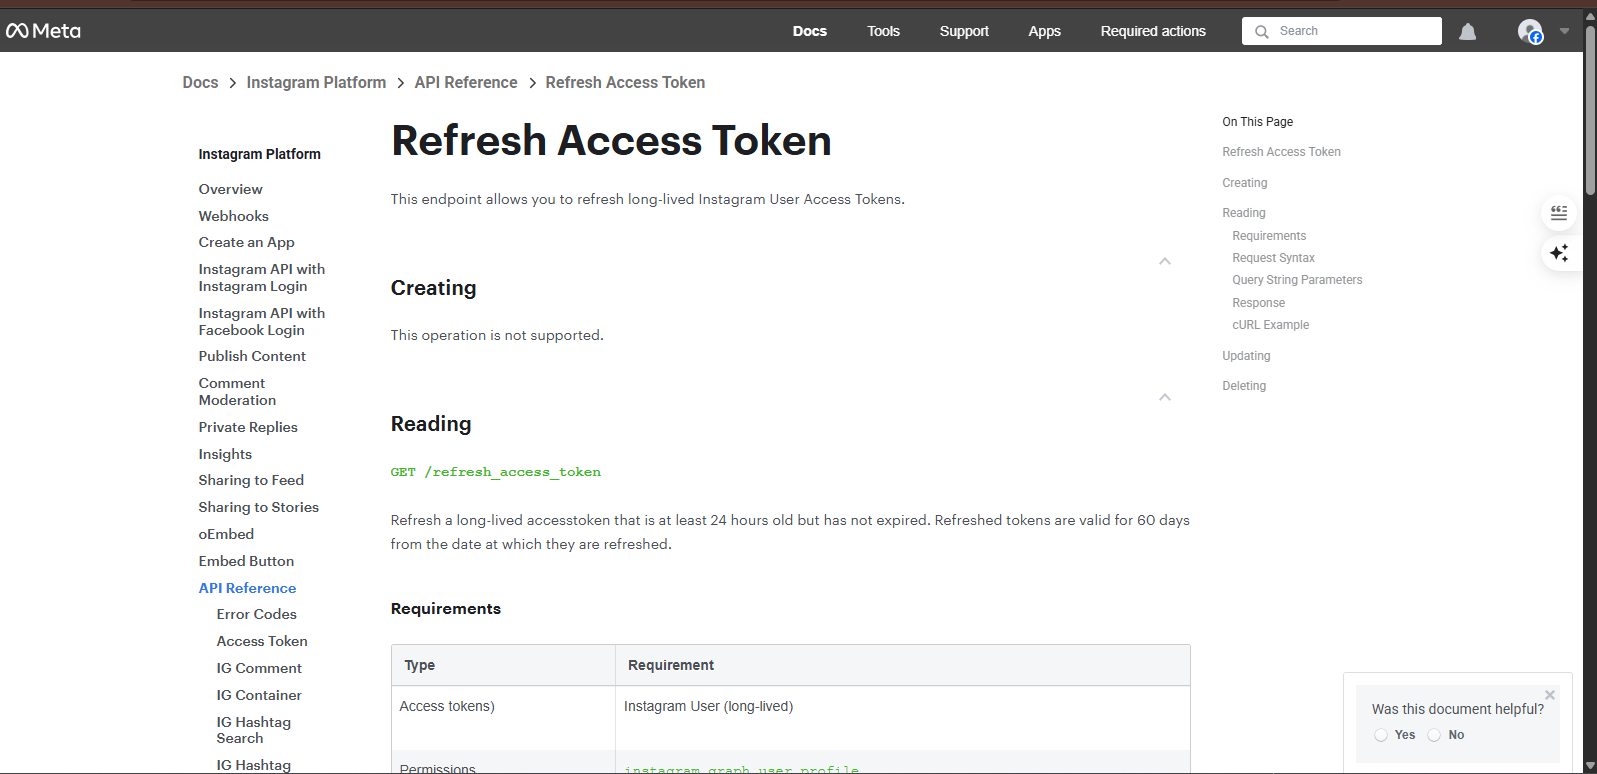 Meta
Docs
Tools
Support
Apps
Required actions
Search
Docs > Instagram Platform > API Reference > Refresh Access Token
Instagram Platform
Overview
Webhooks
Create an App
Instagram API with
Instagram Login
Instagram API with
Facebook Login
Publish Content
Comment
Moderation
Private Replies
Insights
Sharing to Feed
Sharing to Stories
oEmbed
Embed Button
API Reference
Error Codes
Access Token
IG Comment
IG Container
IG Hashtag
Search
IG Hashtag
Refresh Access Token
This endpoint allows you to refresh long-lived Instagram User Access Tokens.
Creating
This operation is not supported.
Reading
GET /refresh_access_token
Refresh a long-lived accesstoken that is at least 24 hours old but has not expired. Refreshed tokens are valid for 60 days
from the date at which they are refreshed.
Requirements
Type
Requirement
Access tokens)
Instagram User (long-lived)
Permissions
instagram_graph_user_profile
On This Page
Refresh Access Token
Creating
Reading
Requirements
Request Syntax
Query String Parameters
Response
cURL Example
Updating
Deleting
Was this document helpful?
Yes
No